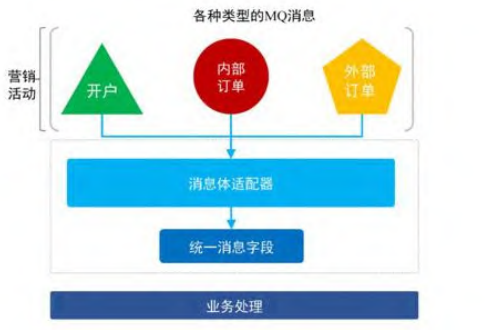 各种类型的MQ消息
营销
活动
开户
内部
订单
外部
订单
消息体适配器
统一消息字段
业务处理